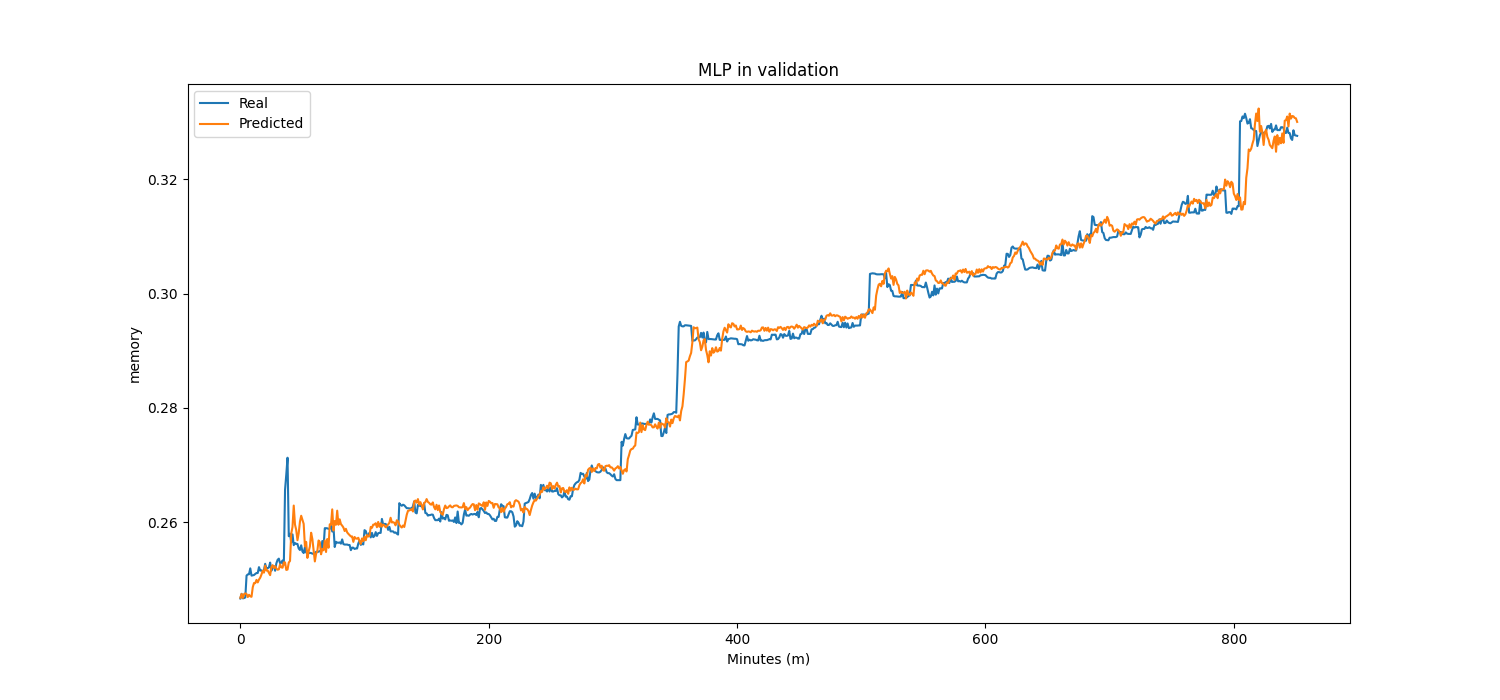 MLP in validation
Real
Predicted
memory
0.32
0.30
0.28
0.26
0
200
400
600
800
Minutes (m)